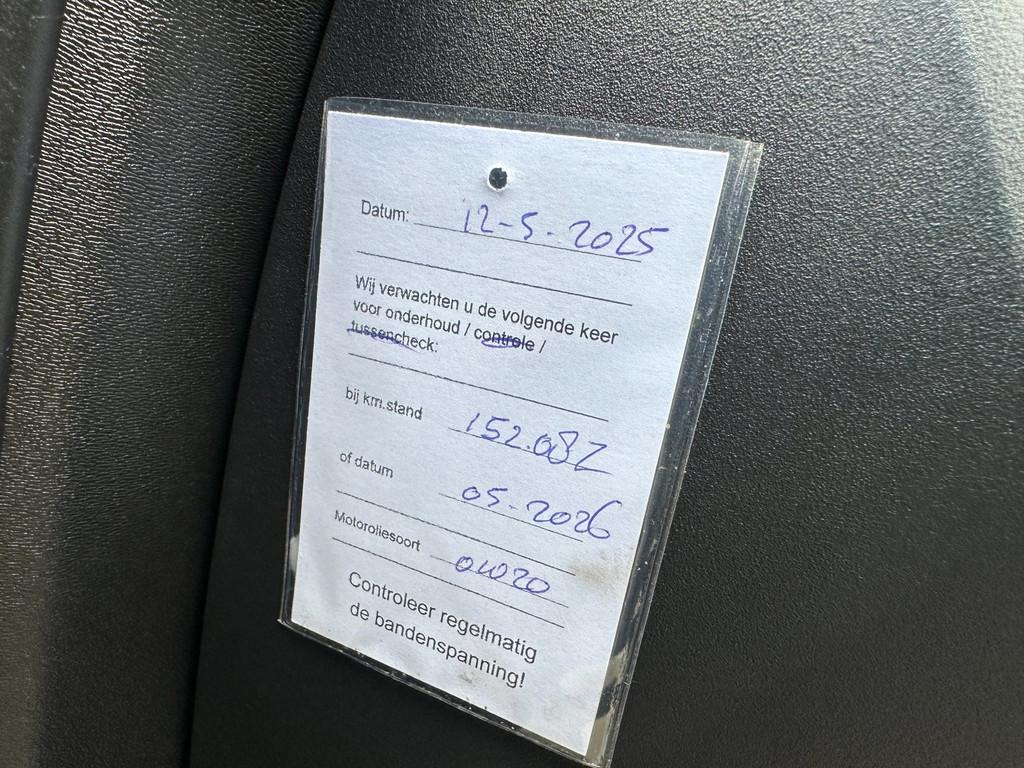 Datum: 12-5-2025
Wij verwachten u de volgende keer
voor onderhoud / controle /
tussencheck:
bij km.stand 152.082
of datum 05-2026
Motoroliesoort 0W20
Controleer regelmatig
de bandenspanning!